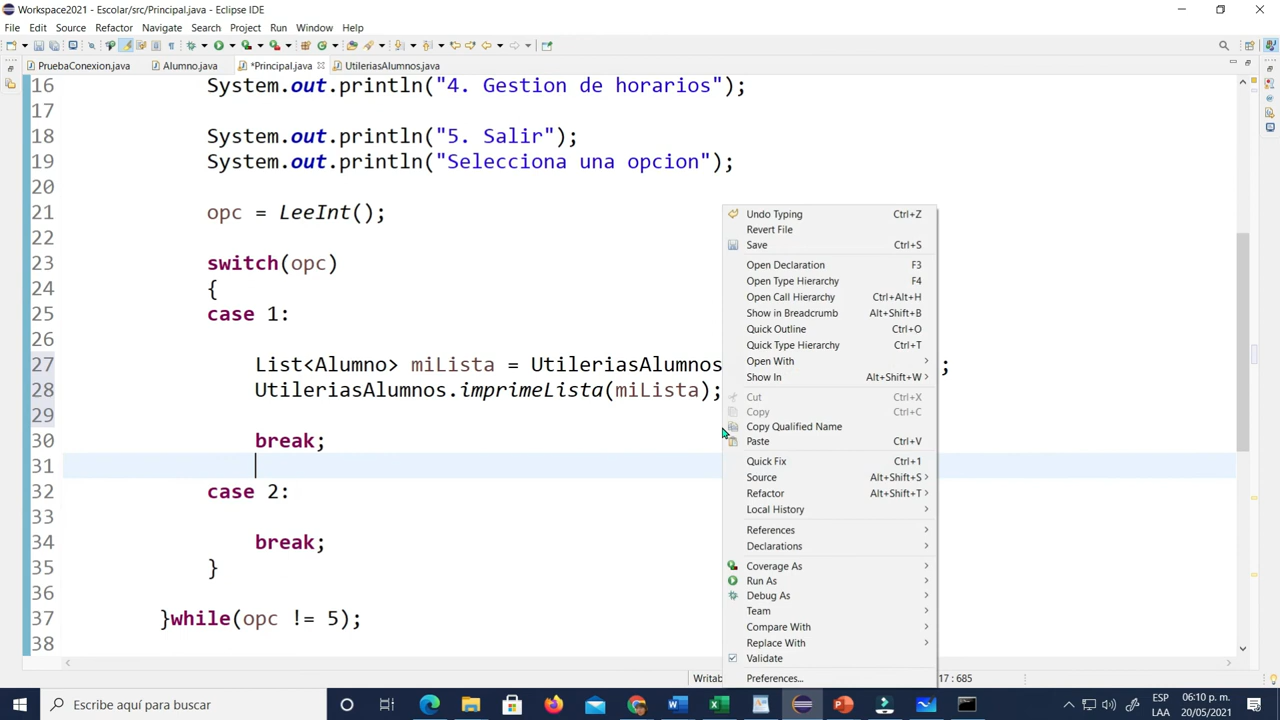 Workspace2021 - Escolar/src/Principal.java - Eclipse IDE
File Edit Source Refactor Navigate Search Project Run Window Help
PruebaConexion.java Alumno.java *Principal.java UtileriasAlumnos.java
16 System.out.println("4. Gestion de horarios");
17
18 System.out.println("5. Salir");
19 System.out.println("Selecciona una opcion");
20
21 opc = LeeInt();
22
23 switch(opc)
24 {
25 case 1:
26
27 List<Alumno> miLista = UtileriasAlumnos ;
28 UtileriasAlumnos.imprimeLista(miLista);
29
30 break;
31
32 case 2:
33
34 break;
35 }
36
37 }while(opc != 5);
38
Undo Typing Ctrl+Z
Revert File
Save Ctrl+S
Open Declaration F3
Open Type Hierarchy F4
Open Call Hierarchy Ctrl+Alt+H
Show in Breadcrumb Alt+Shift+B
Quick Outline Ctrl+O
Quick Type Hierarchy Ctrl+T
Open With
Show In Alt+Shift+W
Cut Ctrl+X
Copy Ctrl+C
Copy Qualified Name
Paste Ctrl+V
Quick Fix Ctrl+1
Source Alt+Shift+S
Refactor Alt+Shift+T
Local History
References
Declarations
Coverage As
Run As
Debug As
Team
Compare With
Replace With
Validate
Preferences...
Writab 17 : 685
Escribe aquí para buscar
ESP
LAA
06:10 p. m.
20/05/2021